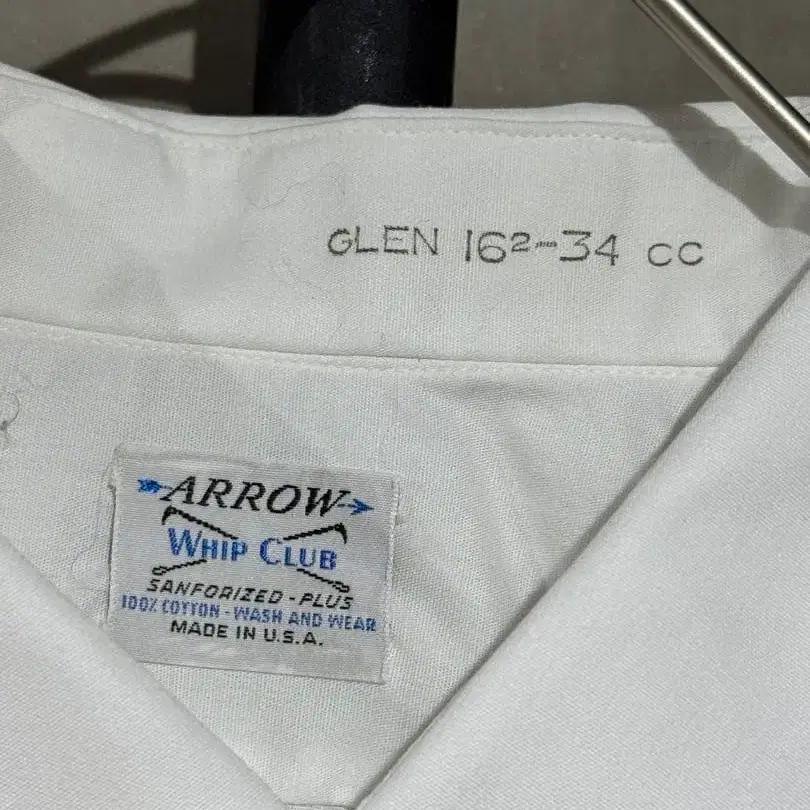 GLEN 16²-34 CC
ARROW
WHIP CLUB
SANFORIZED-PLUS
100% COTTON-WASH AND WEAR
MADE IN U.S.A.